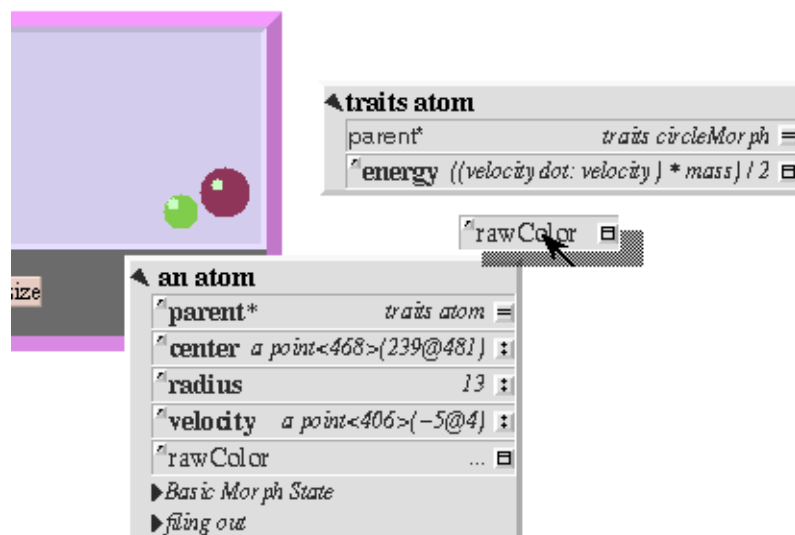 traits atom
parent* traits circleMorph =
energy ((velocity dot: velocity) * mass) / 2
rawColor
size
an atom
parent* traits atom =
center a point<468>(239@481) :
radius 13 :
velocity a point<406>(-5@4) :
rawColor ...
Basic Morph State
filing out